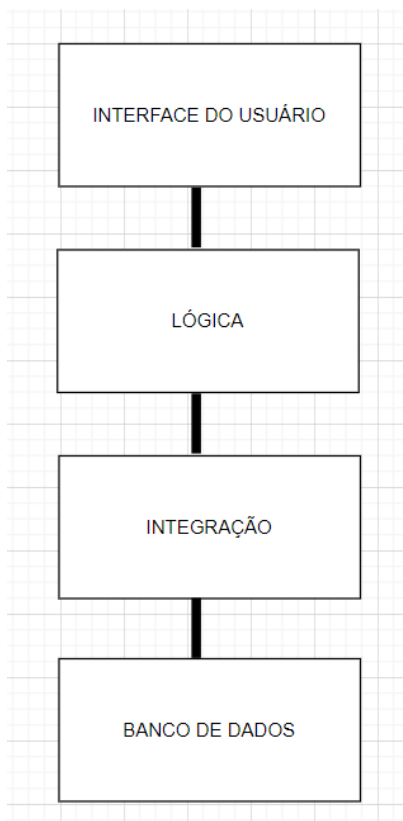 INTERFACE DO USUÁRIO
LÓGICA
INTEGRAÇÃO
BANCO DE DADOS